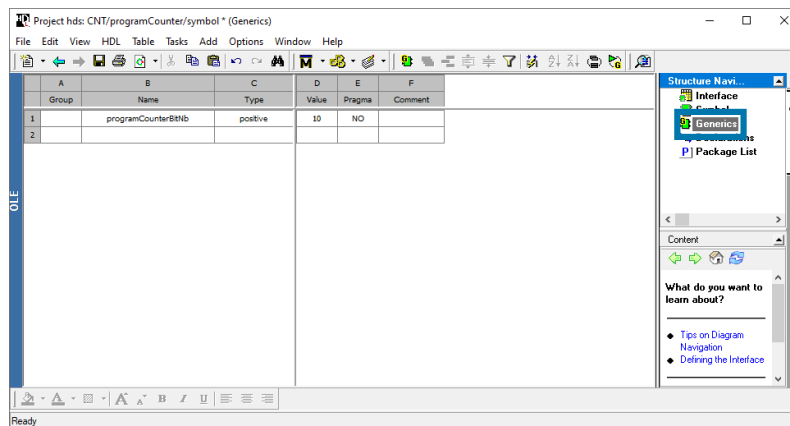 Project hds: CNT/programCounter/symbol * (Generics)
File Edit View HDL Table Tasks Add Options Window Help
A B C D E F
Group Name Type Value Pragma Comment
1 programCounterBitNb positive 10 NO
2
OLE
Structure Navi...
Interface
Symbol
Generics
Declarations
Package List
Content
What do you want to
learn about?
Tips on Diagram
Navigation
Defining the Interface
A A A B I U
Ready